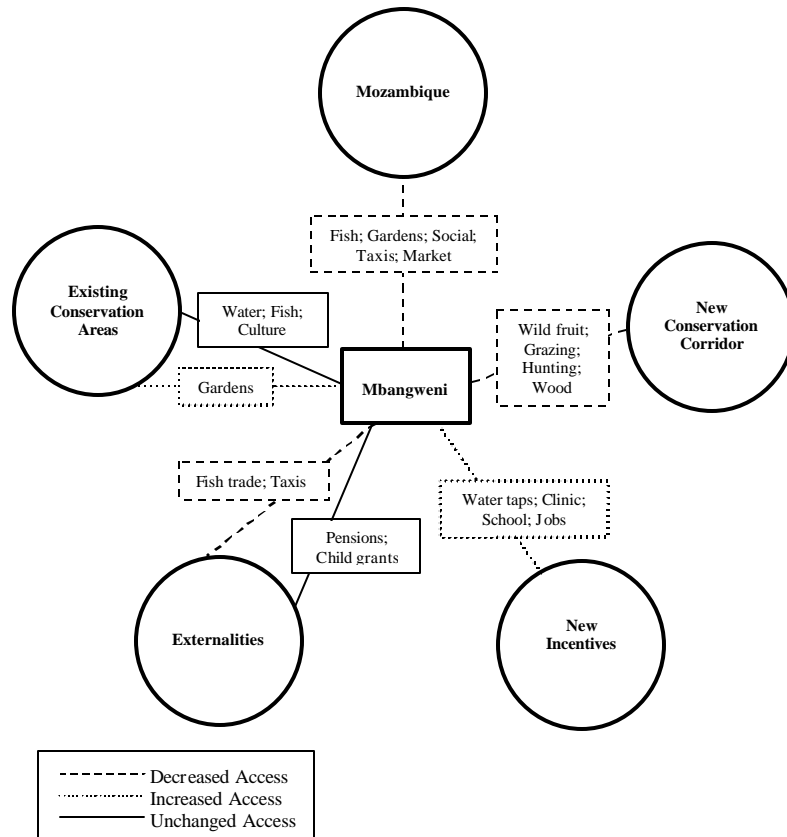 Mozambique
Fish; Gardens; Social;
Taxis; Market
Existing
Conservation
Areas
Water; Fish;
Culture
New
Conservation
Corridor
Wild fruit;
Grazing;
Hunting;
Wood
Gardens
Mbangweni
Fish trade; Taxis
Water taps; Clinic;
School; Jobs
Pensions;
Child grants
Externalities
New
Incentives
Decreased Access
Increased Access
Unchanged Access